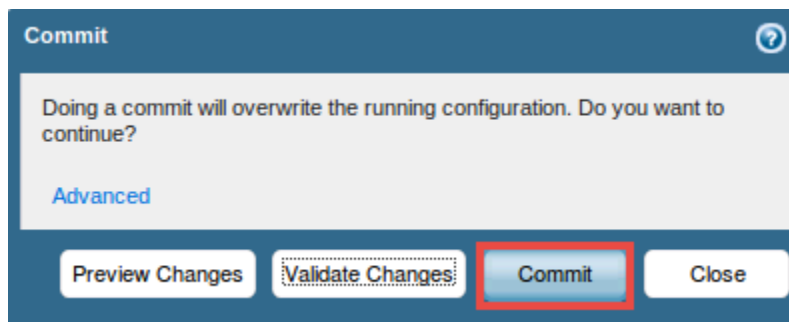 Commit
Doing a commit will overwrite the running configuration. Do you want to
continue?
Advanced
Preview Changes Validate Changes Commit Close